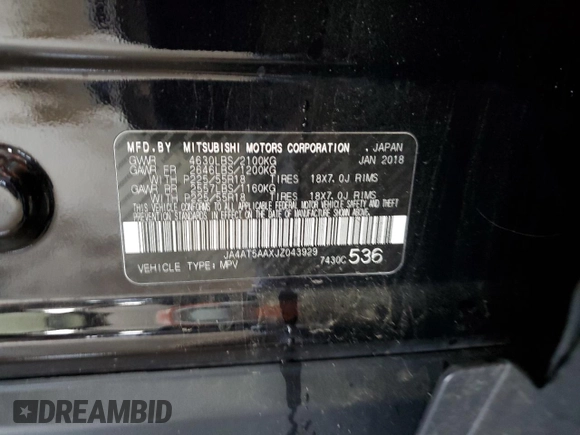 MFD.BY MITSUBISHI MOTORS CORPORATION , JAPAN
GVWR 4630LBS/2100KG JAN 2018
GAWR FR 2646LBS/1200KG
WITH P225/55R18 TIRES 18X7.0J RIMS
GAWR RR 2557LBS/1160KG
WITH P225/55R18 TIRES 18X7.0J RIMS
THIS VEHICLE CONFORMS TO ALL APPLICABLE FEDERAL MOTOR VEHICLE SAFETY AND THEFT
PREVENTION STANDARDS IN EFFECT ON THE DATE OF MANUFACTURE SHOWN ABOVE.
JA4AT5AAXJZ043929
VEHICLE TYPE: MPV 7430C 536
DREAMBID